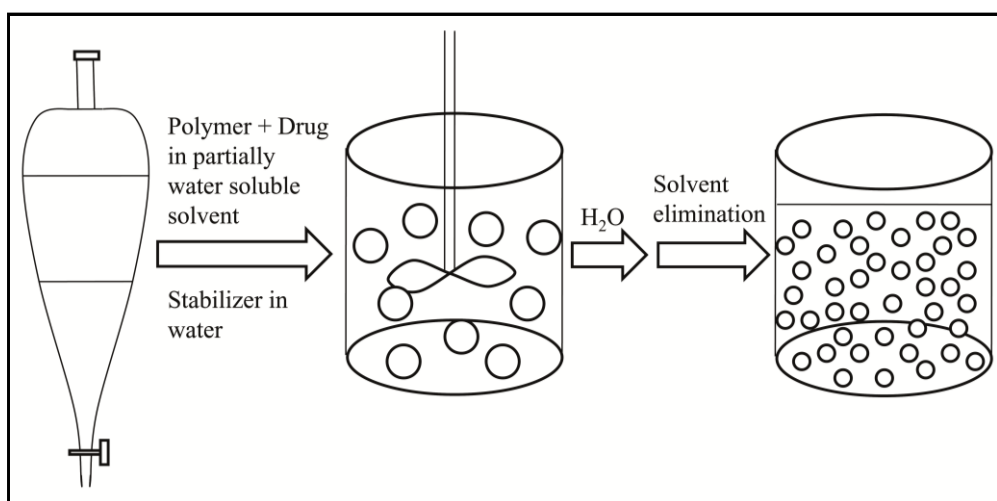 Polymer + Drug
in partially
water soluble
solvent
Stabilizer in
water
H₂O
Solvent
elimination